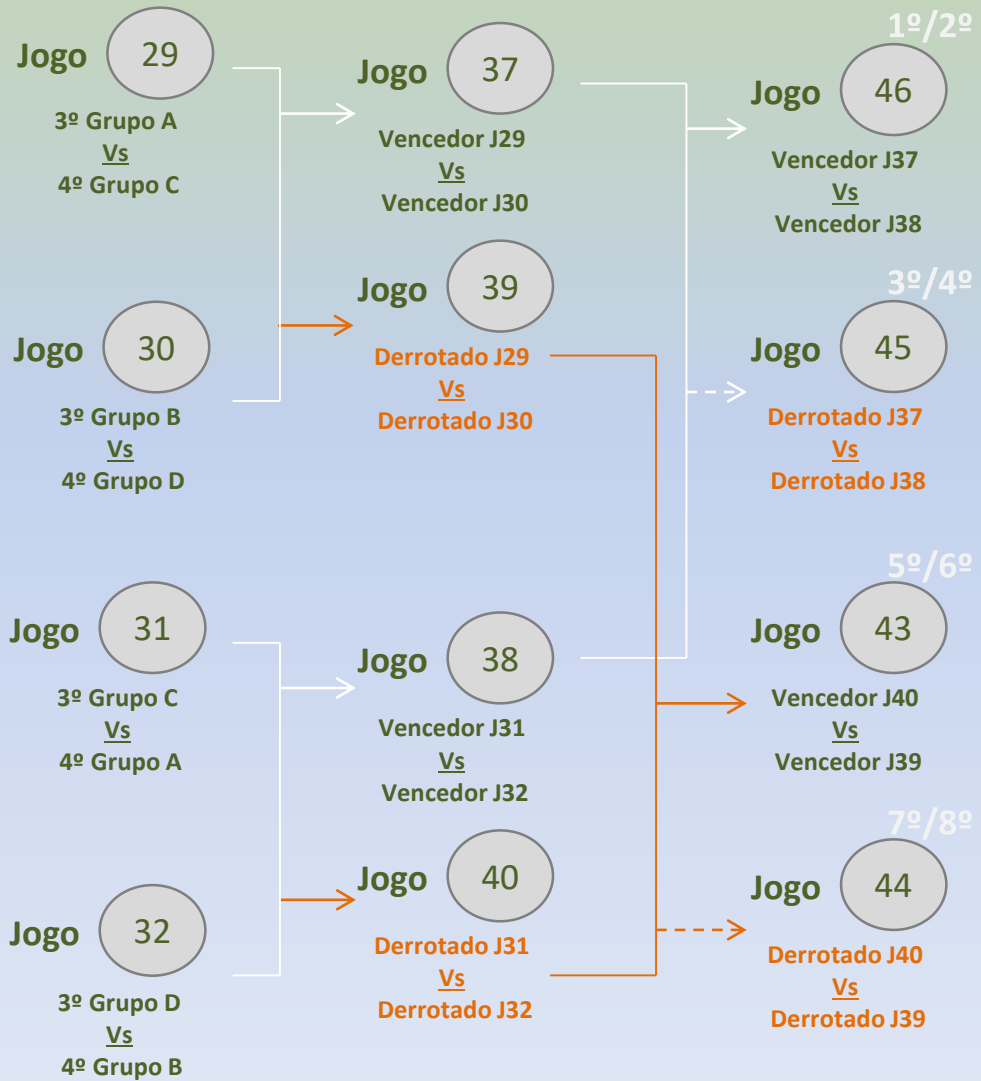 Jogo 29
3º Grupo A
Vs
4º Grupo C
Jogo 30
3º Grupo B
Vs
4º Grupo D
Jogo 31
3º Grupo C
Vs
4º Grupo A
Jogo 32
3º Grupo D
Vs
4º Grupo B
Jogo 37
Vencedor J29
Vs
Vencedor J30
Jogo 39
Derrotado J29
Vs
Derrotado J30
Jogo 38
Vencedor J31
Vs
Vencedor J32
Jogo 40
Derrotado J31
Vs
Derrotado J32
1º/2º
Jogo 46
Vencedor J37
Vs
Vencedor J38
3º/4º
Jogo 45
Derrotado J37
Vs
Derrotado J38
5º/6º
Jogo 43
Vencedor J40
Vs
Vencedor J39
7º/8º
Jogo 44
Derrotado J40
Vs
Derrotado J39